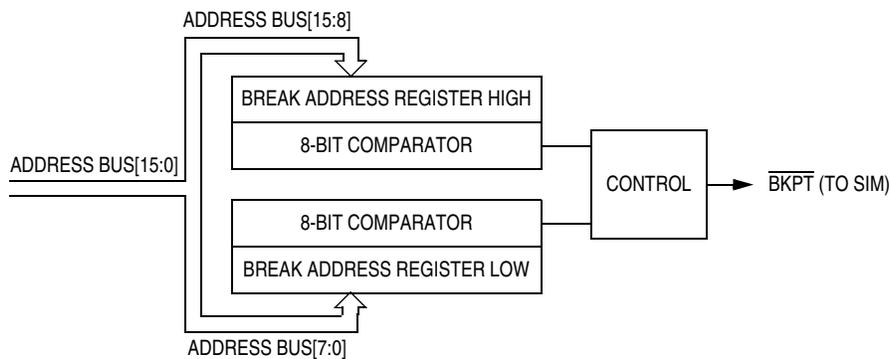 ADDRESS BUS[15:8]
BREAK ADDRESS REGISTER HIGH
8-BIT COMPARATOR
ADDRESS BUS[15:0]
CONTROL
BKPT (TO SIM)
8-BIT COMPARATOR
BREAK ADDRESS REGISTER LOW
ADDRESS BUS[7:0]